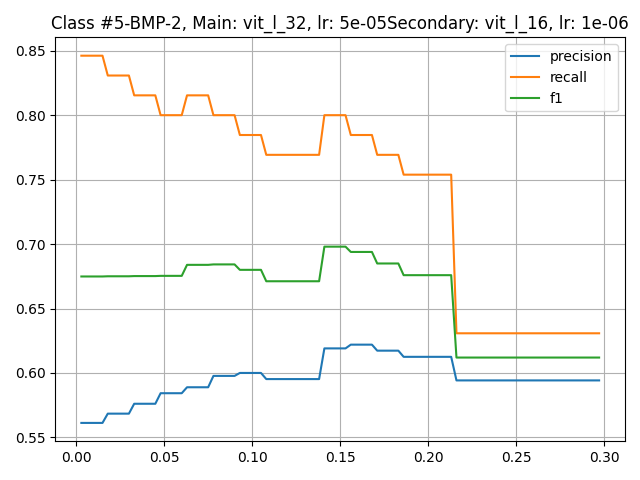 Class #5-BMP-2, Main: vit_l_32, lr: 5e-05Secondary: vit_l_16, lr: 1e-06
precision
recall
f1
0.85
0.80
0.75
0.70
0.65
0.60
0.55
0.00 0.05 0.10 0.15 0.20 0.25 0.30